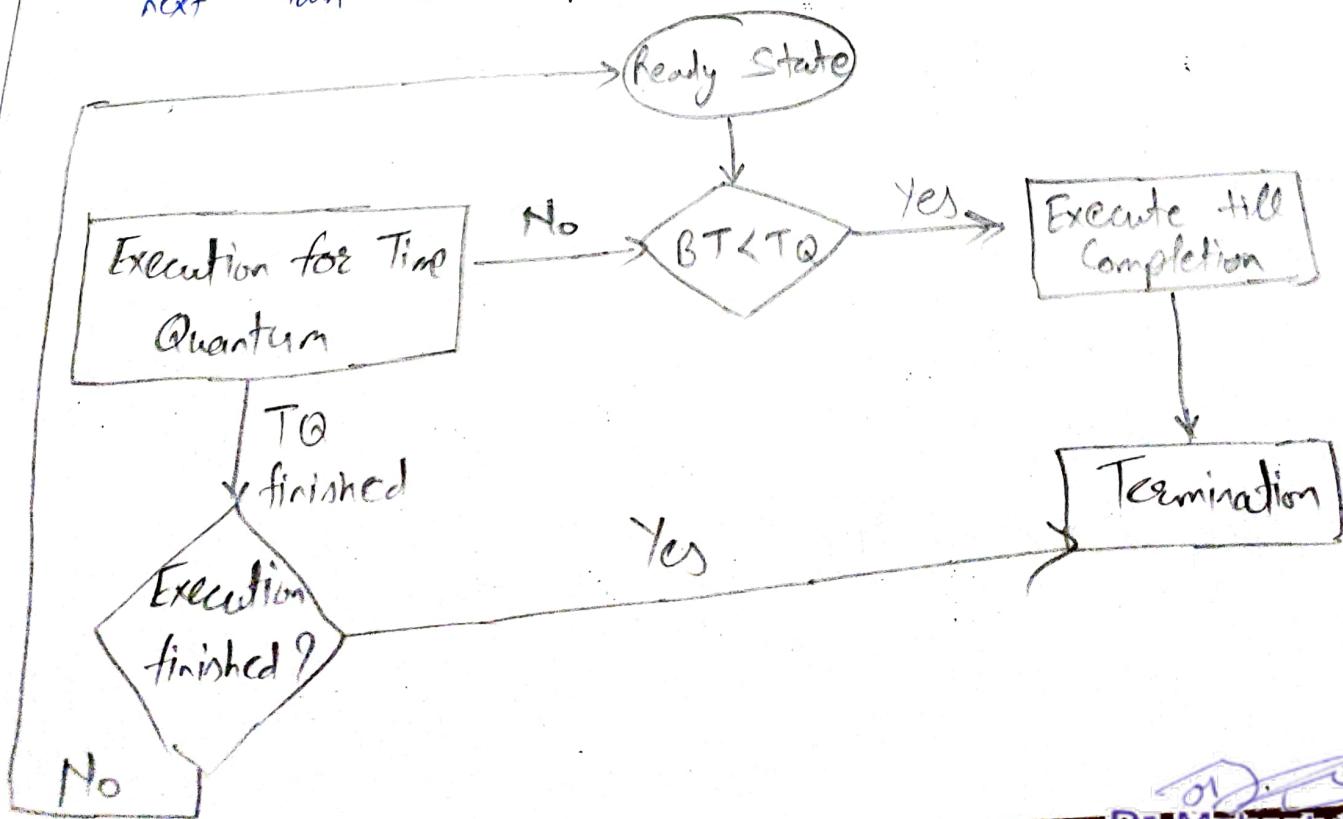 next
Ready State
No
Yes
BT<TQ
Execute till
Completion
Execution for Time
Quantum
TQ
finished
Termination
Yes
Execution
finished?
No